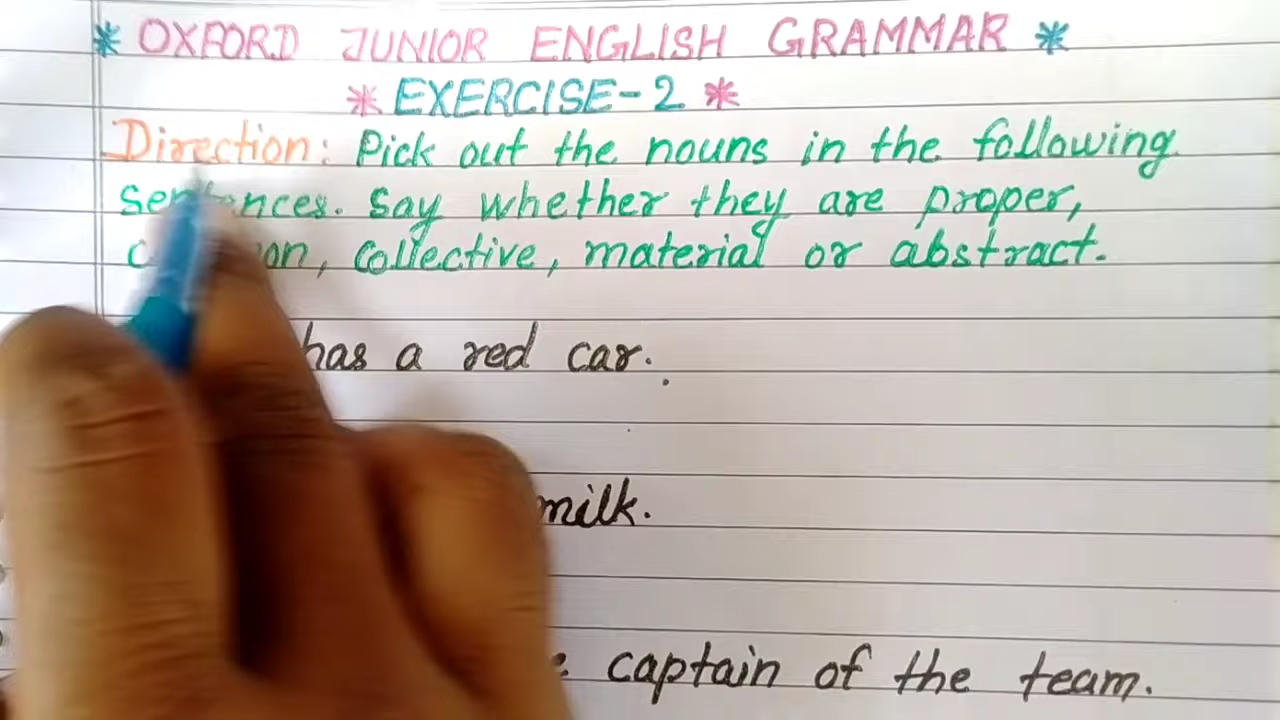 * OXFORD JUNIOR ENGLISH GRAMMAR *
* EXERCISE-2 *
Direction: Pick out the nouns in the following
sentences. Say whether they are proper,
common, collective, material or abstract.
has a red car.
milk.
captain of the team.